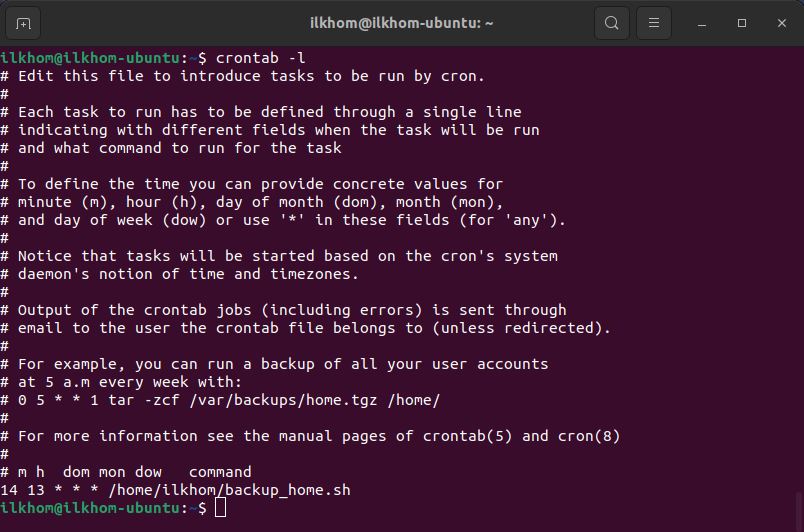 ilkhom@ilkhom-ubuntu: ~
ilkhom@ilkhom-ubuntu:~$ crontab -l
# Edit this file to introduce tasks to be run by cron.
#
# Each task to run has to be defined through a single line
# indicating with different fields when the task will be run
# and what command to run for the task
#
# To define the time you can provide concrete values for
# minute (m), hour (h), day of month (dom), month (mon),
# and day of week (dow) or use '*' in these fields (for 'any').
#
# Notice that tasks will be started based on the cron's system
# daemon's notion of time and timezones.
#
# Output of the crontab jobs (including errors) is sent through
# email to the user the crontab file belongs to (unless redirected).
#
# For example, you can run a backup of all your user accounts
# at 5 a.m every week with:
# 0 5 * * 1 tar -zcf /var/backups/home.tgz /home/
#
# For more information see the manual pages of crontab(5) and cron(8)
#
# m h  dom mon dow   command
14 13 * * * /home/ilkhom/backup_home.sh
ilkhom@ilkhom-ubuntu:~$